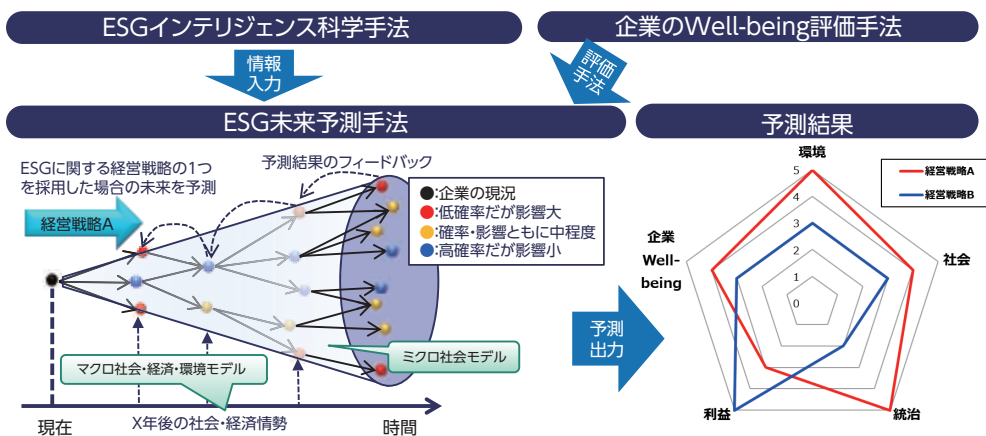 ESGインテリジェンス科学手法
企業のWell-being評価手法
情報
入力
評価
手法
ESG未来予測手法
予測結果
ESGに関する経営戦略の1つ
を採用した場合の未来を予測
予測結果のフィードバック
経営戦略A
●:企業の現況
●:低確率だが影響大
●:確率・影響ともに中程度
●:高確率だが影響小
マクロ社会・経済・環境モデル
ミクロ社会モデル
現在
X年後の社会・経済情勢
時間
予測
出力
環境
経営戦略A
経営戦略B
5
4
3
2
1
0
企業
Well-
being
社会
利益
統治